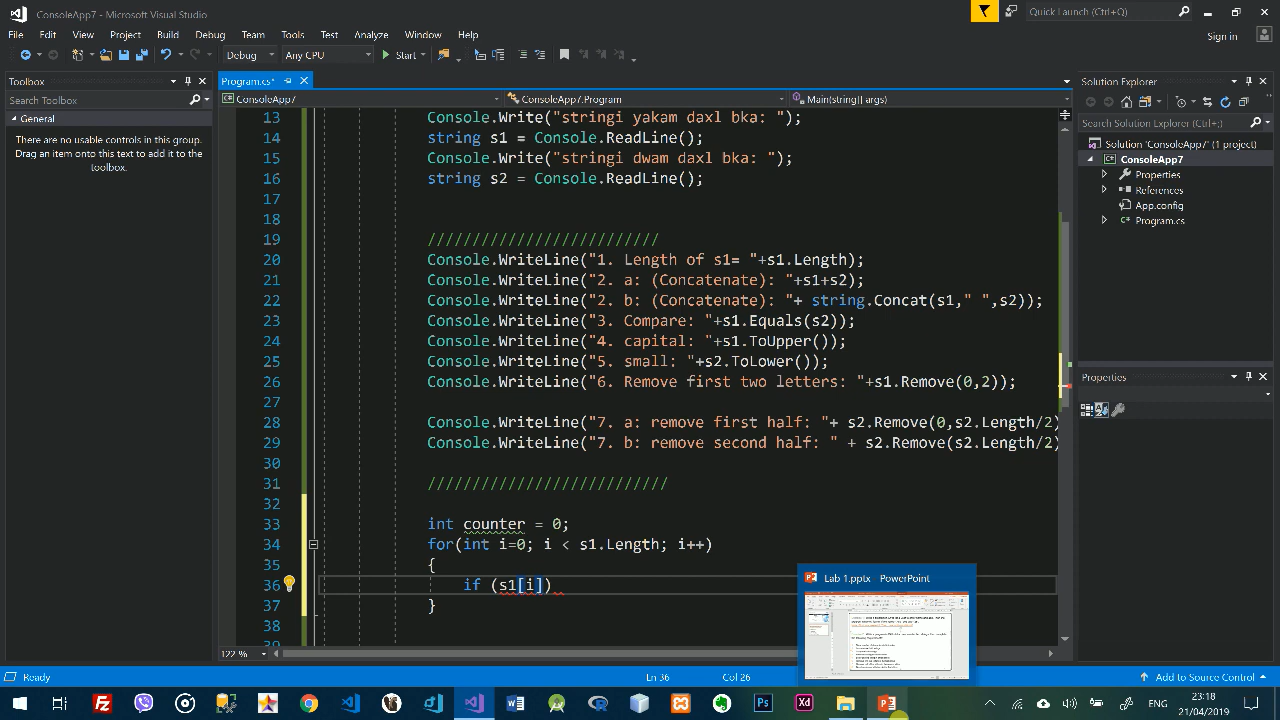 ConsoleApp7 - Microsoft Visual Studio
Quick Launch (Ctrl+Q)
File Edit View Project Build Debug Team Tools Test Analyze Window Help
Sign in
Debug Any CPU Start
Toolbox
Program.cs*
Solution Explorer
Search Toolbox
ConsoleApp7 ConsoleApp7.Program Main(string[] args)
General
There are no usable controls in this group.
Drag an item onto this text to add it to the
toolbox.
Search Solution Explorer (Ctrl+;)
Solution 'ConsoleApp7' (1 project)
ConsoleApp7
Properties
References
App.config
Program.cs
Properties
13 Console.Write("stringi yakam daxl bka: ");
14 string s1 = Console.ReadLine();
15 Console.Write("stringi dwam daxl bka: ");
16 string s2 = Console.ReadLine();
17
18
19 //////////////////////////
20 Console.WriteLine("1. Length of s1= "+s1.Length);
21 Console.WriteLine("2. a: (Concatenate): "+s1+s2);
22 Console.WriteLine("2. b: (Concatenate): "+ string.Concat(s1," ",s2));
23 Console.WriteLine("3. Compare: "+s1.Equals(s2));
24 Console.WriteLine("4. capital: "+s1.ToUpper());
25 Console.WriteLine("5. small: "+s2.ToLower());
26 Console.WriteLine("6. Remove first two letters: "+s1.Remove(0,2));
27
28 Console.WriteLine("7. a: remove first half: "+ s2.Remove(0,s2.Length/2)
29 Console.WriteLine("7. b: remove second half: " + s2.Remove(s2.Length/2)
30
31 ///////////////////////////
32
33 int counter = 0;
34 for(int i=0; i < s1.Length; i++)
35 {
36 if (s1[i])
37 }
38
Lab 1.pptx - PowerPoint
122 %
Ready
Ln 36
Col 26
Add to Source Control
23:18
21/04/2019